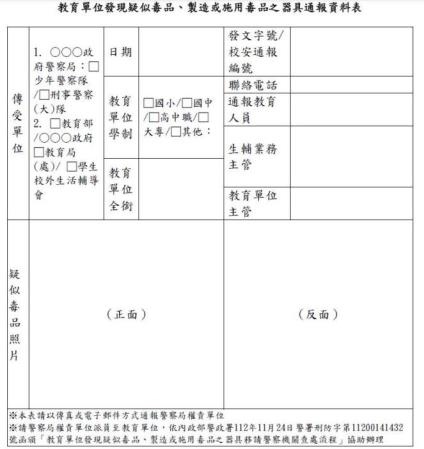 教育單位發現疑似毒品、製造或施用毒品之器具通報資料表
傳受單位
1. ○○○政
府警察局：□
少年警察隊
/□刑事警察
(大)隊
2. □教育部
/○○○政府
□教育局
(處)/□學生
校外生活輔導
會
日期
教育
單位
學制
□國小/□國中
/□高中職/□
大專/□其他：
教育
單位
全銜
發文字號/
校安通報
編號
聯絡電話
通報教育
人員
生輔業務
主管
教育單位
主管
疑似毒品照片
(正面)
(反面)
※本表請以傳真或電子郵件方式通報警察局權責單位
※請警察局權責單位派員至教育單位，依內政部警政署112年11月24日警署刑防字第11200141432
號函頒「教育單位發現疑似毒品、製造或施用毒品之器具移請警察機關查處流程」協助辦理